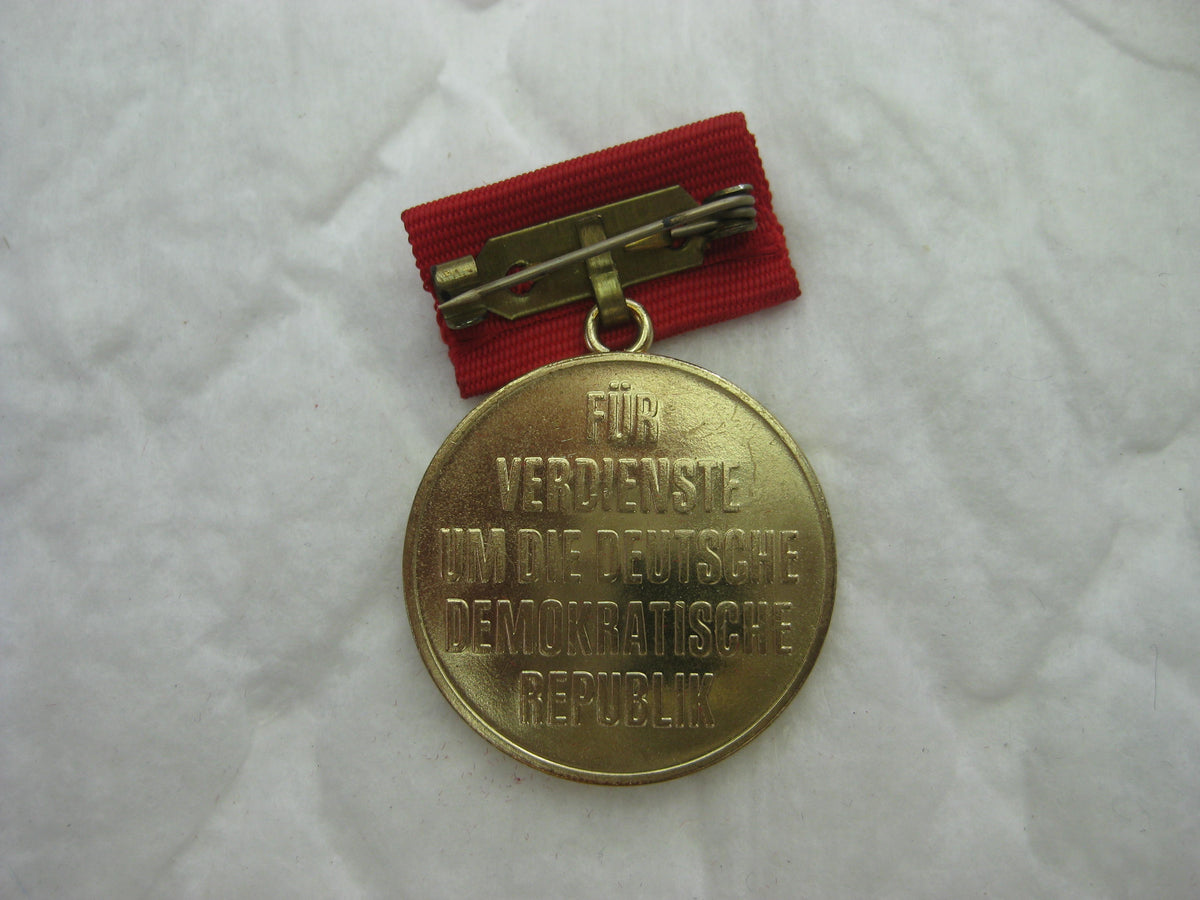 FÜR
VERDIENSTE
UM DIE DEUTSCHE
DEMOKRATISCHE
REPUBLIK